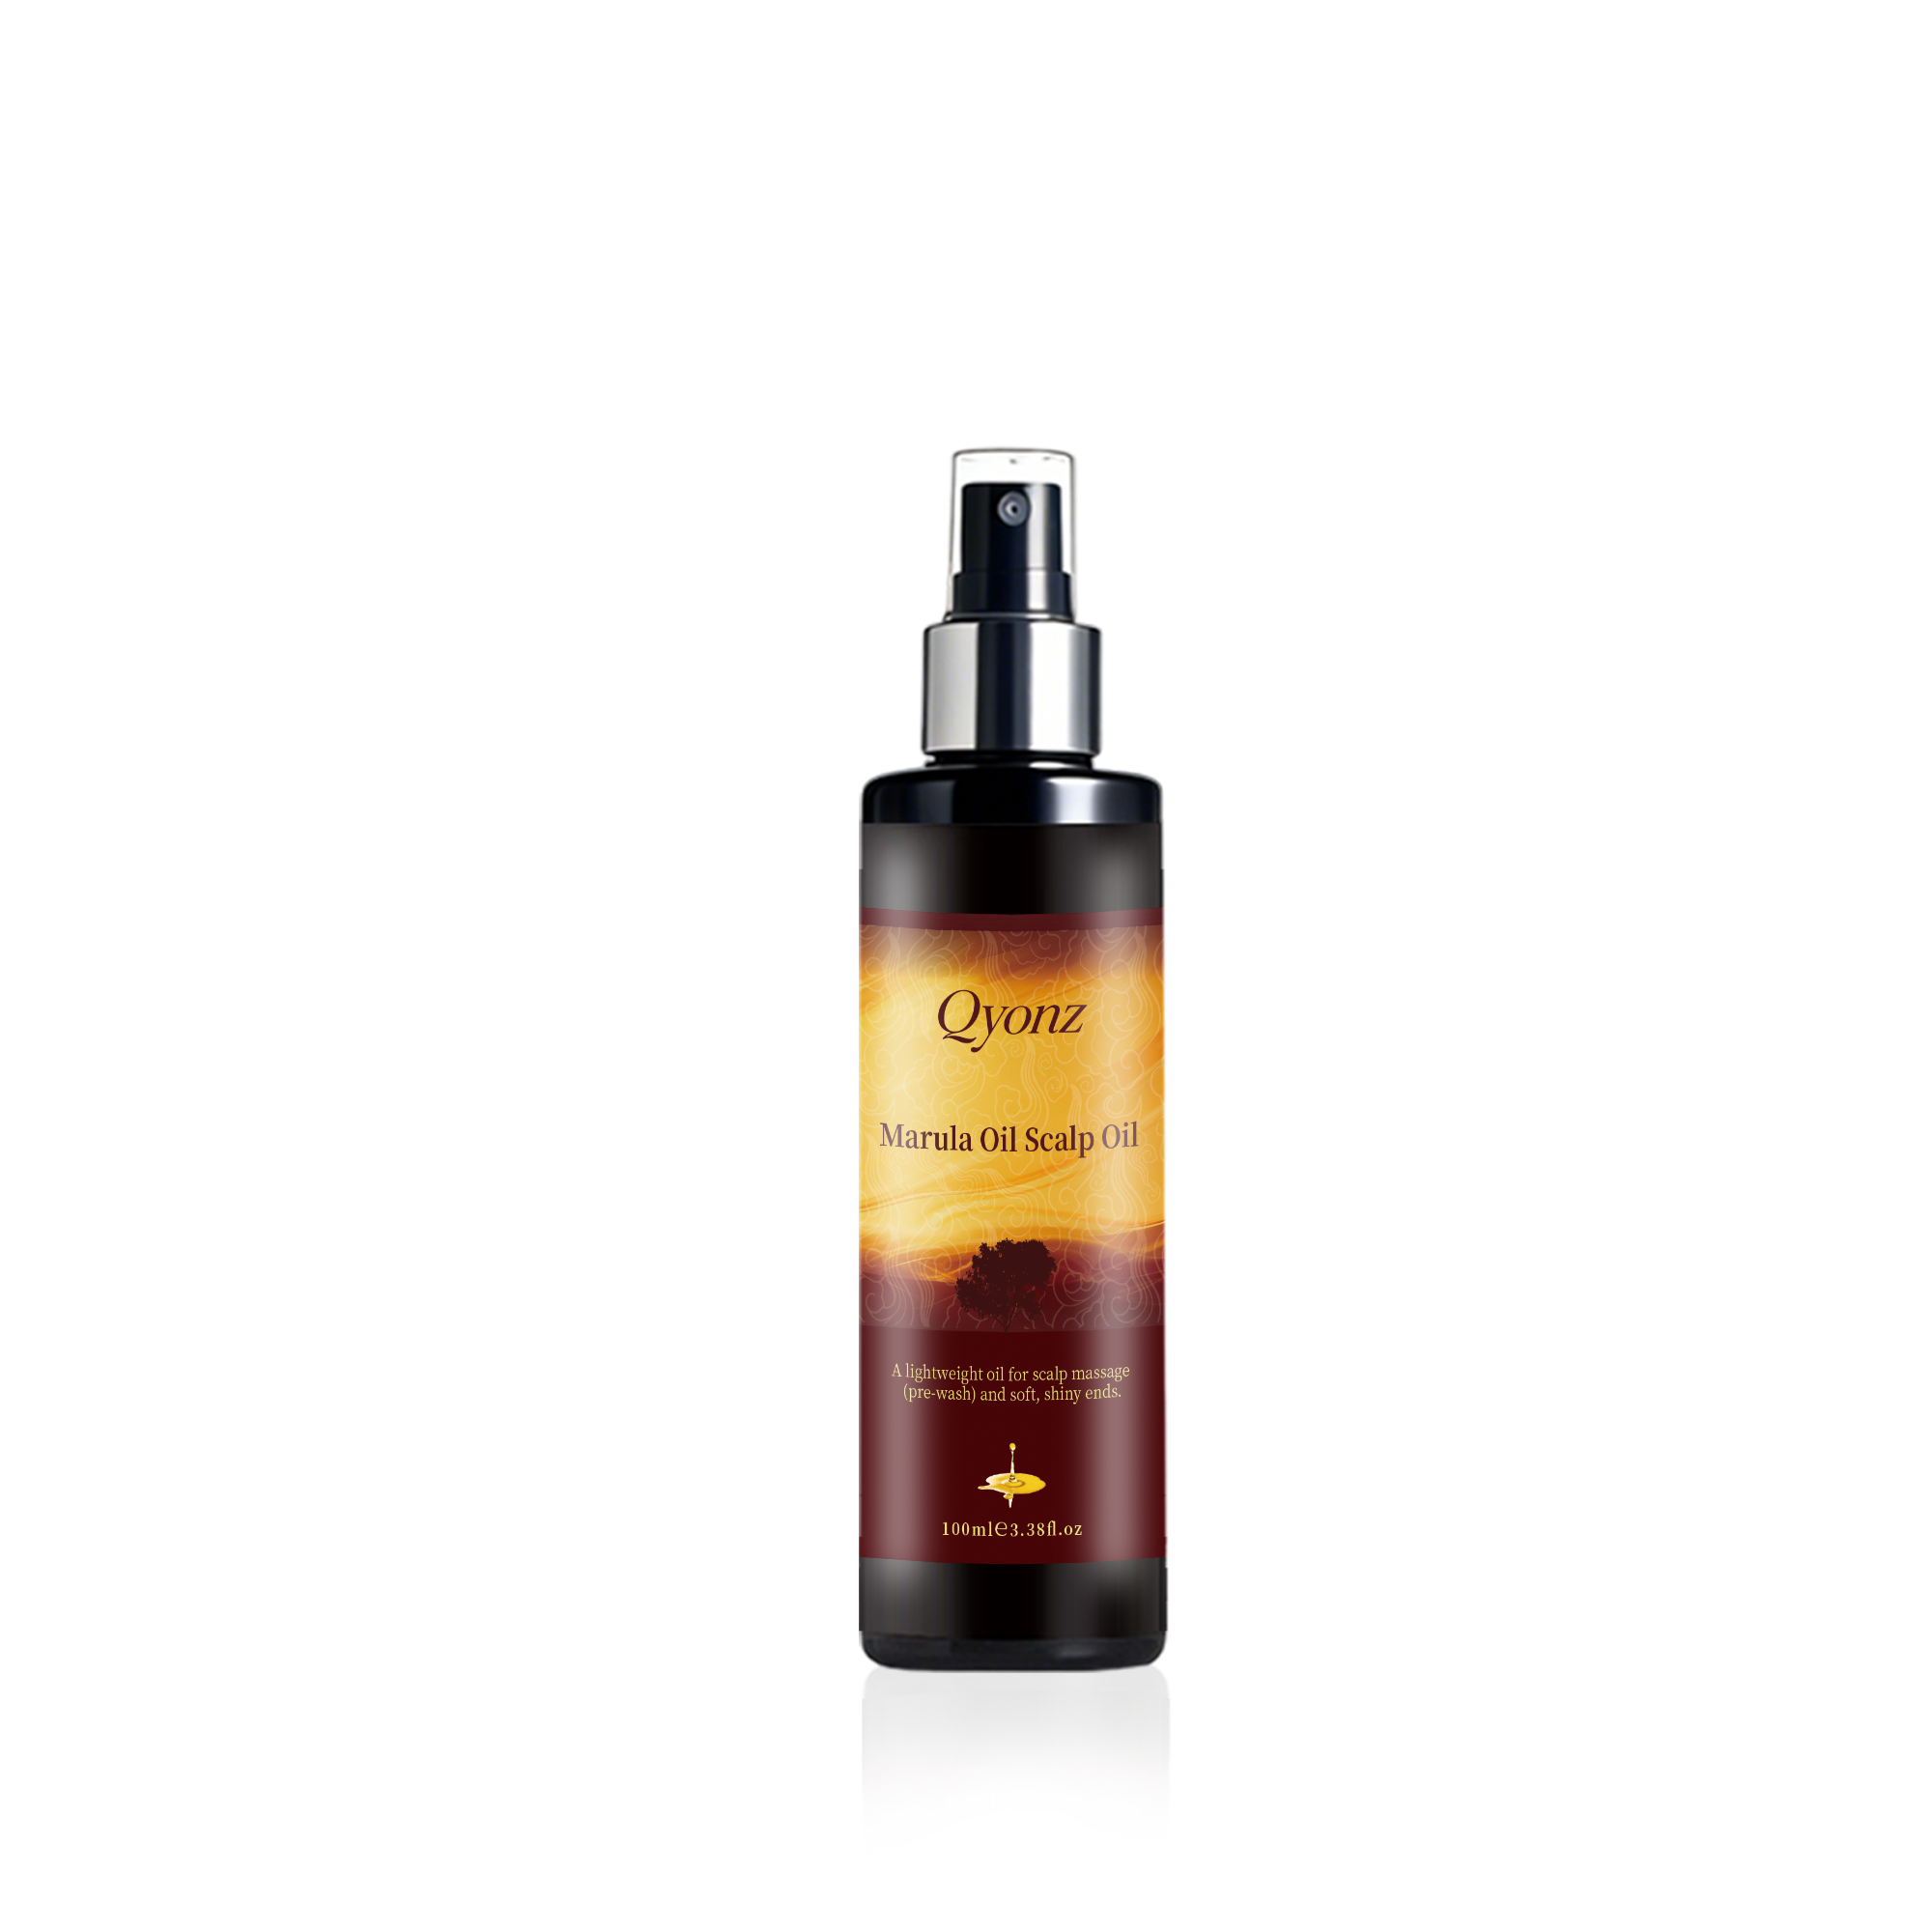 Qyonz
Marula Oil Scalp Oil
A lightweight oil for scalp massage
(pre-wash) and soft, shiny ends.
100ml℮3.38fl.oz